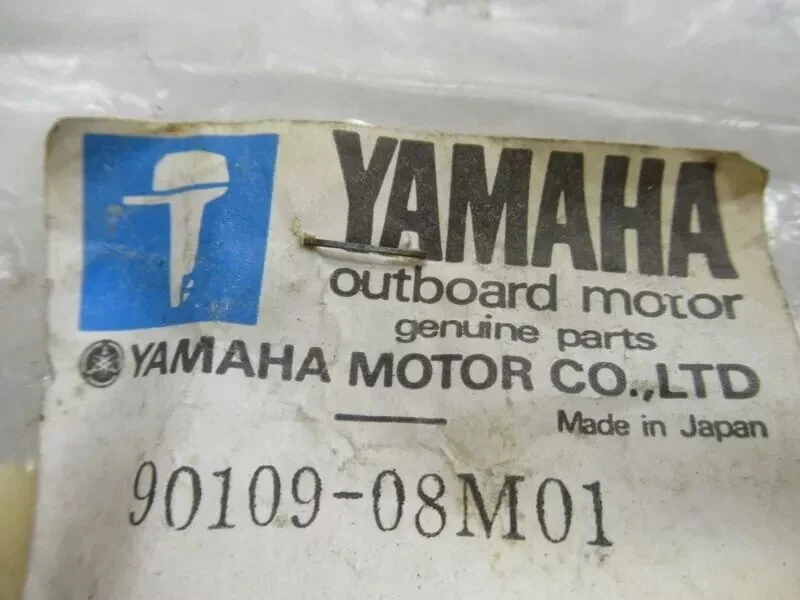 YAMAHA
outboard motor
genuine parts
YAMAHA MOTOR CO.,LTD
Made in Japan
90109-08M01